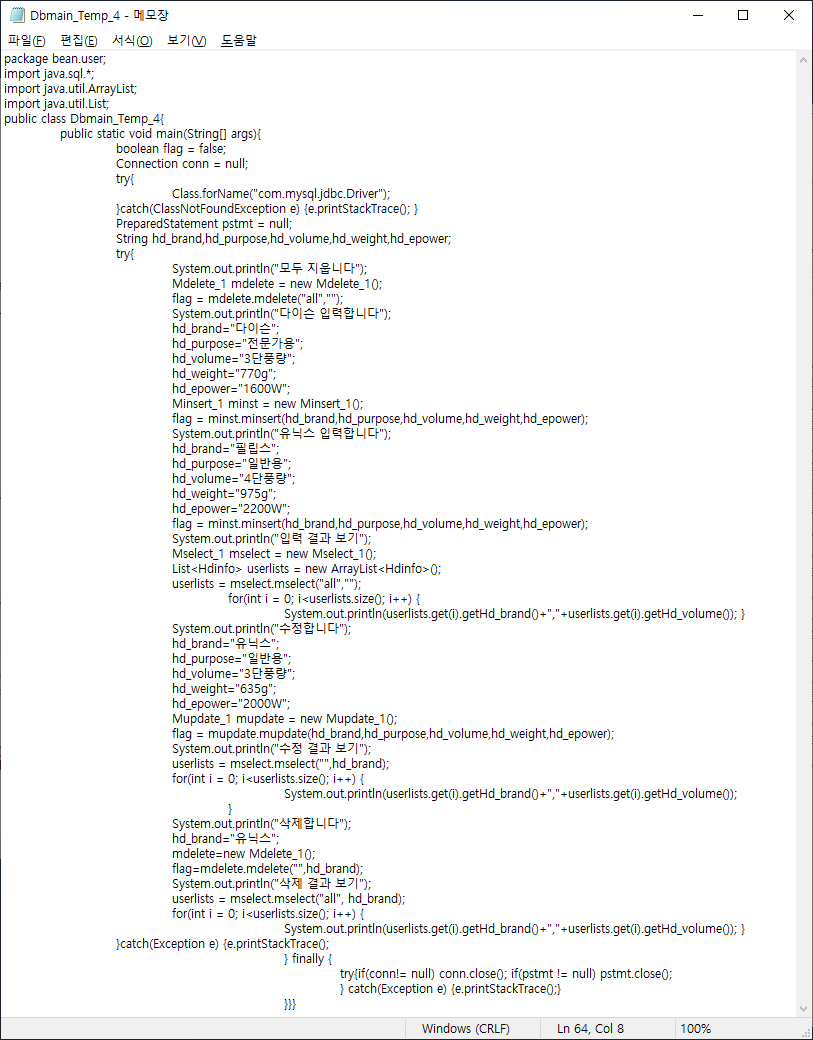 Dbmain_Temp_4 - 메모장
파일(F) 편집(E) 서식(O) 보기(V) 도움말
package bean.user;
import java.sql.*;
import java.util.ArrayList;
import java.util.List;
public class Dbmain_Temp_4{
public static void main(String[] args){
boolean flag = false;
Connection conn = null;
try{
Class.forName("com.mysql.jdbc.Driver");
}catch(ClassNotFoundException e) {e.printStackTrace(); }
PreparedStatement pstmt = null;
String hd_brand,hd_purpose,hd_volume,hd_weight,hd_epower;
try{
System.out.println("모두 지웁니다");
Mdelete_1 mdelete = new Mdelete_1();
flag = mdelete.mdelete("all","");
System.out.println("다이슨 입력합니다");
hd_brand="다이슨";
hd_purpose="전문가용";
hd_volume="3단풍량";
hd_weight="770g";
hd_epower="1600W";
Minsert_1 minst = new Minsert_1();
flag = minst.minsert(hd_brand,hd_purpose,hd_volume,hd_weight,hd_epower);
System.out.println("유닉스 입력합니다");
hd_brand="필립스";
hd_purpose="일반용";
hd_volume="4단풍량";
hd_weight="975g";
hd_epower="2200W";
flag = minst.minsert(hd_brand,hd_purpose,hd_volume,hd_weight,hd_epower);
System.out.println("입력 결과 보기");
Mselect_1 mselect = new Mselect_1();
List<Hdinfo> userlists = new ArrayList<Hdinfo>();
userlists = mselect.mselect("all","");
for(int i = 0; i<userlists.size(); i++) {
System.out.println(userlists.get(i).getHd_brand()+","+userlists.get(i).getHd_volume()); }
System.out.println("수정합니다");
hd_brand="유닉스";
hd_purpose="일반용";
hd_volume="3단풍량";
hd_weight="635g";
hd_epower="2000W";
Mupdate_1 mupdate = new Mupdate_1();
flag = mupdate.mupdate(hd_brand,hd_purpose,hd_volume,hd_weight,hd_epower);
System.out.println("수정 결과 보기");
userlists = mselect.mselect("",hd_brand);
for(int i = 0; i<userlists.size(); i++) {
System.out.println(userlists.get(i).getHd_brand()+","+userlists.get(i).getHd_volume());
}
System.out.println("삭제합니다");
hd_brand="유닉스";
mdelete=new Mdelete_1();
flag=mdelete.mdelete("",hd_brand);
System.out.println("삭제 결과 보기");
userlists = mselect.mselect("all", hd_brand);
for(int i = 0; i<userlists.size(); i++) {
System.out.println(userlists.get(i).getHd_brand()+","+userlists.get(i).getHd_volume()); }
}catch(Exception e) {e.printStackTrace();
} finally {
try{if(conn!= null) conn.close(); if(pstmt != null) pstmt.close();
} catch(Exception e) {e.printStackTrace();}
}}}
Windows (CRLF) Ln 64, Col 8 100%